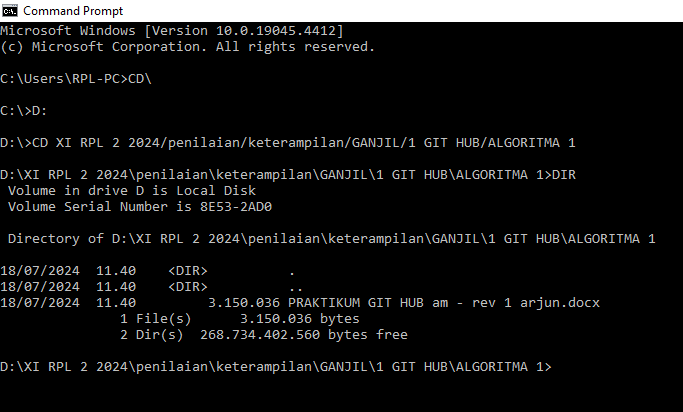 Command Prompt
Microsoft Windows [Version 10.0.19045.4412]
(c) Microsoft Corporation. All rights reserved.
C:\Users\RPL-PC>CD\
C:\>D:
D:\>CD XI RPL 2 2024/penilaian/keterampilan/GANJIL/1 GIT HUB/ALGORITMA 1
D:\XI RPL 2 2024\penilaian\keterampilan\GANJIL\1 GIT HUB\ALGORITMA 1>DIR
 Volume in drive D is Local Disk
 Volume Serial Number is 8E53-2AD0
 Directory of D:\XI RPL 2 2024\penilaian\keterampilan\GANJIL\1 GIT HUB\ALGORITMA 1
18/07/2024  11.40    <DIR>          .
18/07/2024  11.40    <DIR>          ..
18/07/2024  11.40         3.150.036 PRAKTIKUM GIT HUB am - rev 1 arjun.docx
               1 File(s)      3.150.036 bytes
               2 Dir(s)  268.734.402.560 bytes free
D:\XI RPL 2 2024\penilaian\keterampilan\GANJIL\1 GIT HUB\ALGORITMA 1>